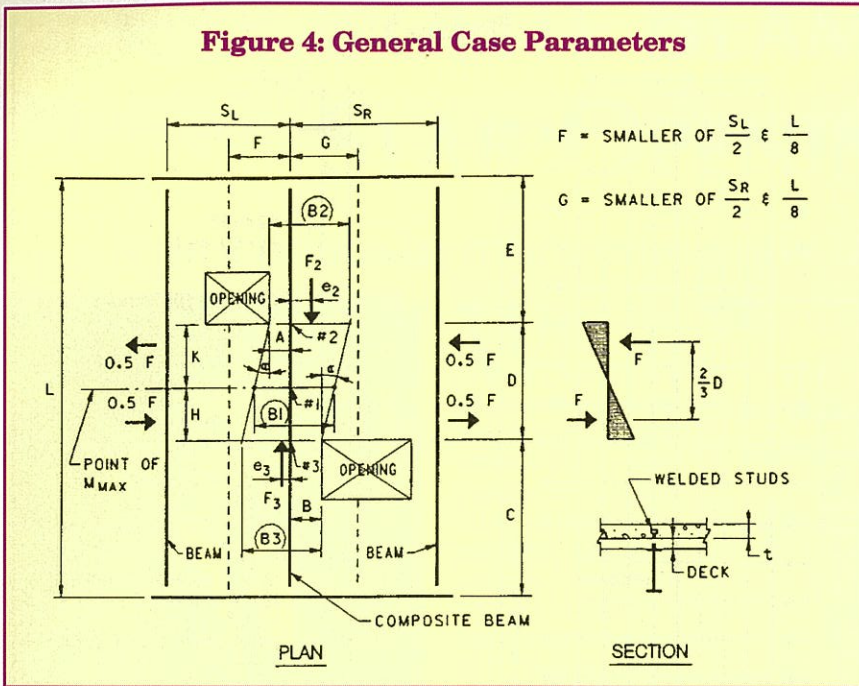 Figure 4: General Case Parameters
SL SR
F G
F = SMALLER OF SL/2 & L/8
G = SMALLER OF SR/2 & L/8
B2
E
F2
e2
OPENING
A #2
K
α α
0.5 F 0.5 F
F
L
D
2/3 D
#1
0.5 F 0.5 F
F
H
B1
POINT OF
MMAX
#3
e3
OPENING
F3
B
C
B3
WELDED STUDS
t
DECK
BEAM BEAM
COMPOSITE BEAM
PLAN SECTION